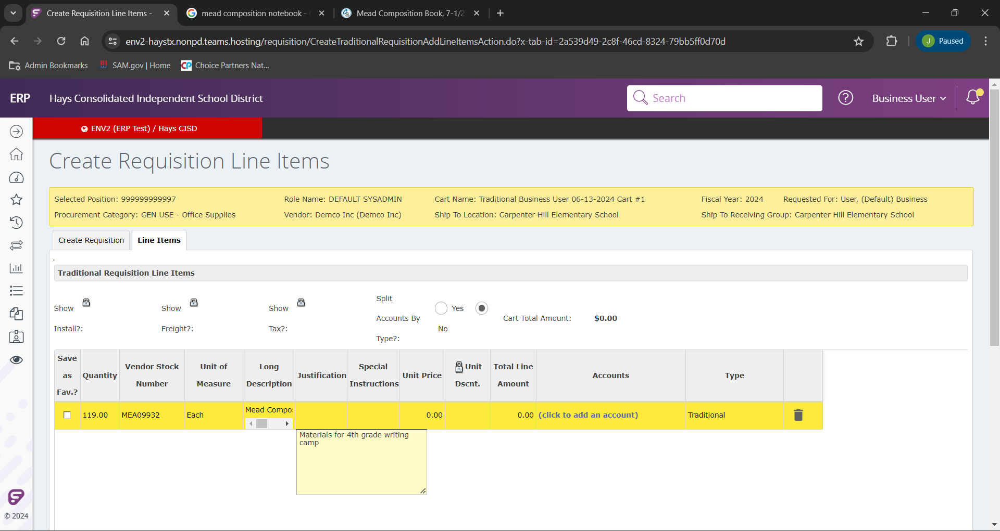 Create Requisition Line Items -
mead composition notebook -
Mead Composition Book, 7-1/2
env2-haystx.nonpd.teams.hosting/requisition/CreateTraditionalRequisitionAddLineItemsAction.do?x-tab-id=2a539d49-2c8f-46cd-8324-79bb5ff0d70d
J Paused
Admin Bookmarks
SAM.gov | Home
CP Choice Partners Nat...
ERP Hays Consolidated Independent School District
Search
? Business User
ENV2 (ERP Test) / Hays CISD
Create Requisition Line Items
Selected Position: 999999999997 Role Name: DEFAULT SYSADMIN Cart Name: Traditional Business User 06-13-2024 Cart #1 Fiscal Year: 2024 Requested For: User, (Default) Business
Procurement Category: GEN USE - Office Supplies Vendor: Demco Inc (Demco Inc) Ship To Location: Carpenter Hill Elementary School Ship To Receiving Group: Carpenter Hill Elementary School
Create Requisition Line Items
.
Traditional Requisition Line Items
Show
Install?:
Show
Freight?:
Show
Tax?:
Split
Accounts By
Type?:
Yes
No
Cart Total Amount: $0.00
Save
as
Fav.?
Quantity
Vendor Stock
Number
Unit of
Measure
Long
Description
Justification
Special
Instructions
Unit Price
Unit
Dscnt.
Total Line
Amount
Accounts
Type
119.00 MEA09932 Each Mead Compo 0.00 0.00 (click to add an account) Traditional
Materials for 4th grade writing
camp
© 2024